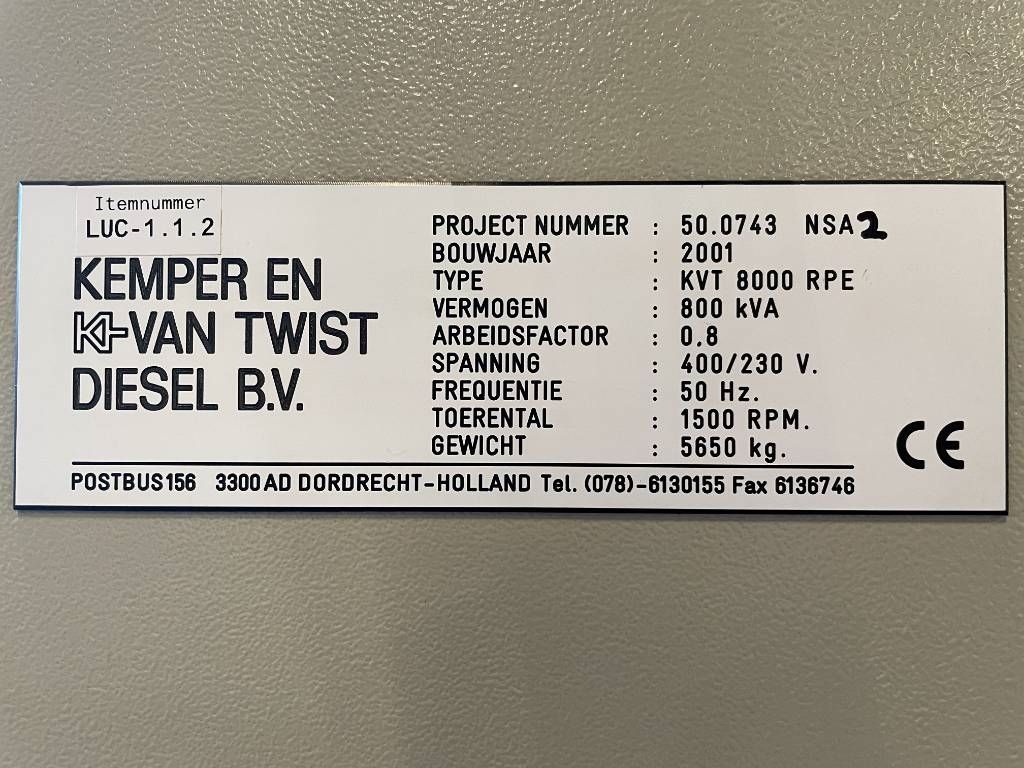 Itemnummer
LUC-1.1.2
KEMPER EN
VAN TWIST
DIESEL B.V.
PROJECT NUMMER : 50.0743 NSA2
BOUWJAAR : 2001
TYPE : KVT 8000 RPE
VERMOGEN : 800 kVA
ARBEIDSFACTOR : 0.8
SPANNING : 400/230 V.
FREQUENTIE : 50 Hz.
TOERENTAL : 1500 RPM.
GEWICHT : 5650 kg.
CE
POSTBUS156 3300AD DORDRECHT-HOLLAND Tel. (078)-6130155 Fax 6136746